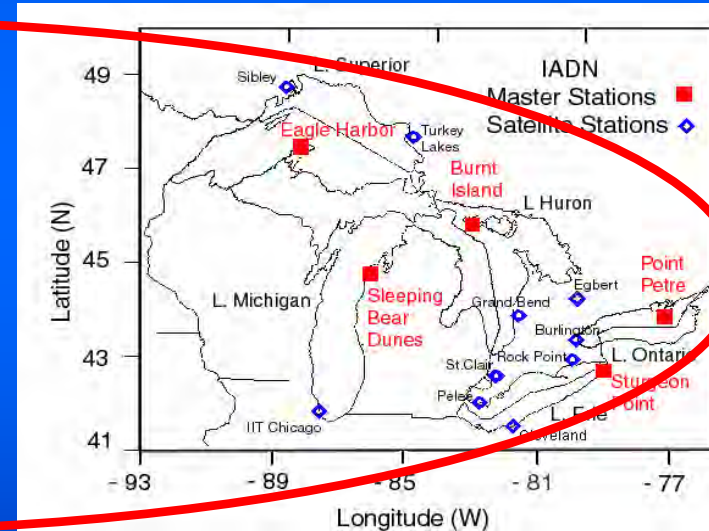 49
47
45
43
41
Latitude (N)
Sibley
L. Superior
IADN
Master Stations
Satellite Stations
Eagle Harbor
Turkey
Lakes
Burnt
Island
L Huron
Point
Petre
Egbert
L. Michigan
Sleeping
Bear
Dunes
Grand Bend
Burlington
Rock Point
L. Ontario
St.Clair
Sturgeon
Point
Pelee
L. Erie
IIT Chicago
Cleveland
- 93
- 89
- 85
- 81
- 77
Longitude (W)